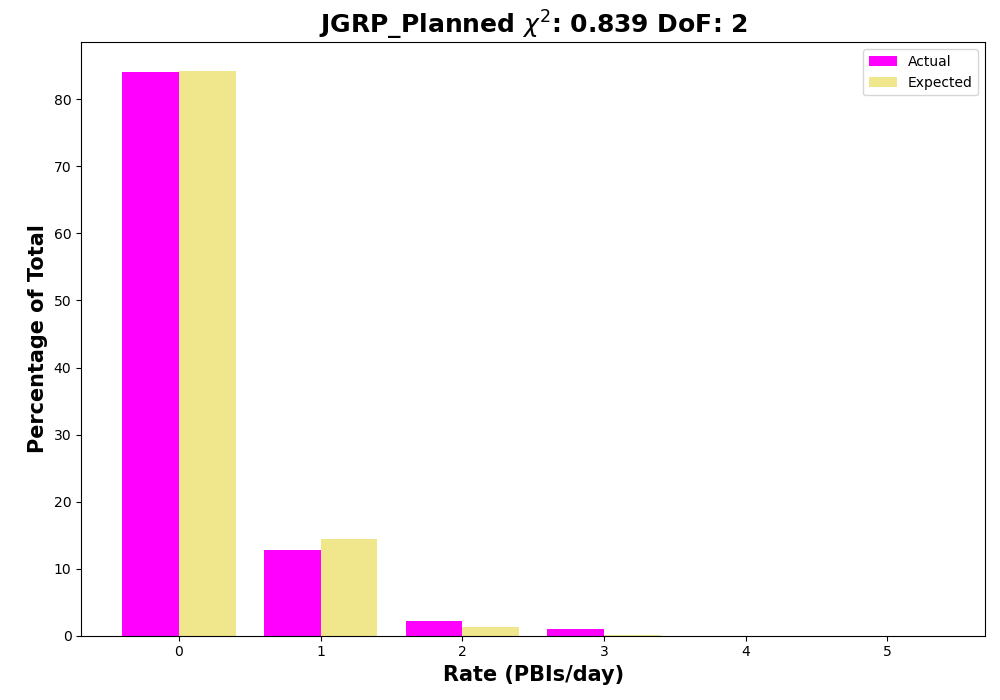 JGRP_Planned χ²: 0.839 DoF: 2
Actual
Expected
Percentage of Total
80
70
60
50
40
30
20
10
0
0 1 2 3 4 5
Rate (PBIs/day)